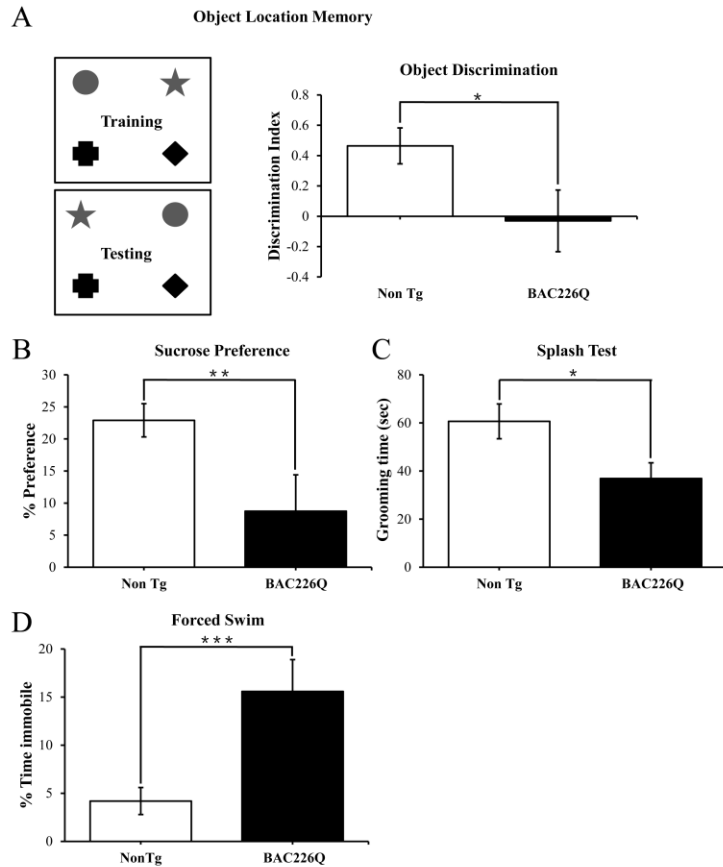 A
Object Location Memory
Training
Testing
Object Discrimination
Discrimination Index
0.8
0.6
0.4
0.2
0
-0.2
-0.4
*
Non Tg
BAC226Q
B
Sucrose Preference
% Preference
30
25
20
15
10
5
0
**
Non Tg
BAC226Q
C
Splash Test
Grooming time (sec)
80
60
40
20
0
*
Non Tg
BAC226Q
D
Forced Swim
% Time immobile
20
15
10
5
0
***
NonTg
BAC226Q